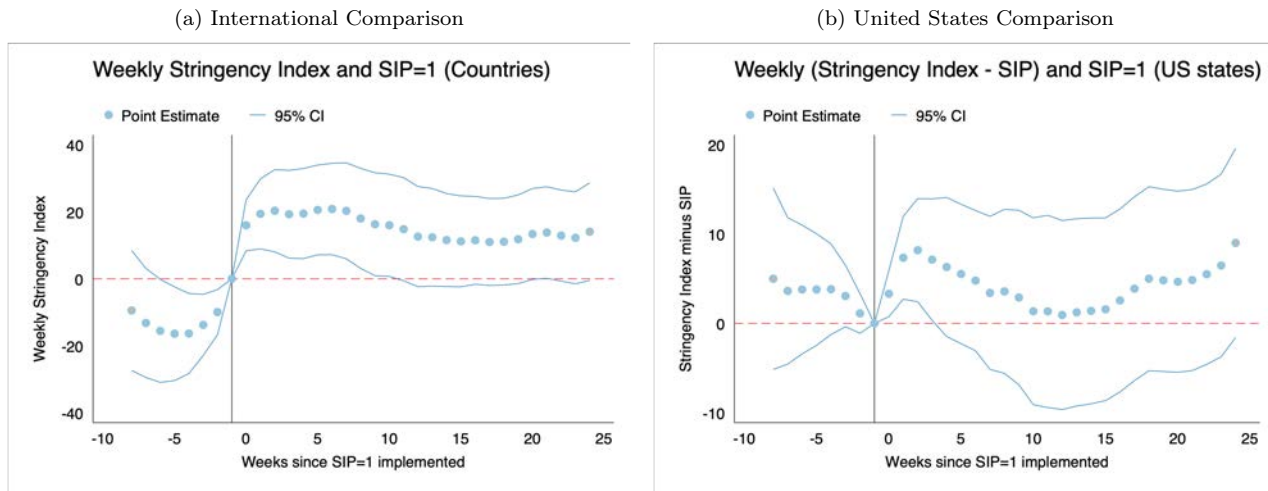 (a) International Comparison
Weekly Stringency Index and SIP=1 (Countries)
Point Estimate 95% CI
Weekly Stringency Index
40
20
0
-20
-40
-10 -5 0 5 10 15 20 25
Weeks since SIP=1 implemented
(b) United States Comparison
Weekly (Stringency Index - SIP) and SIP=1 (US states)
Point Estimate 95% CI
Stringency Index minus SIP
20
10
0
-10
-10 -5 0 5 10 15 20 25
Weeks since SIP=1 implemented